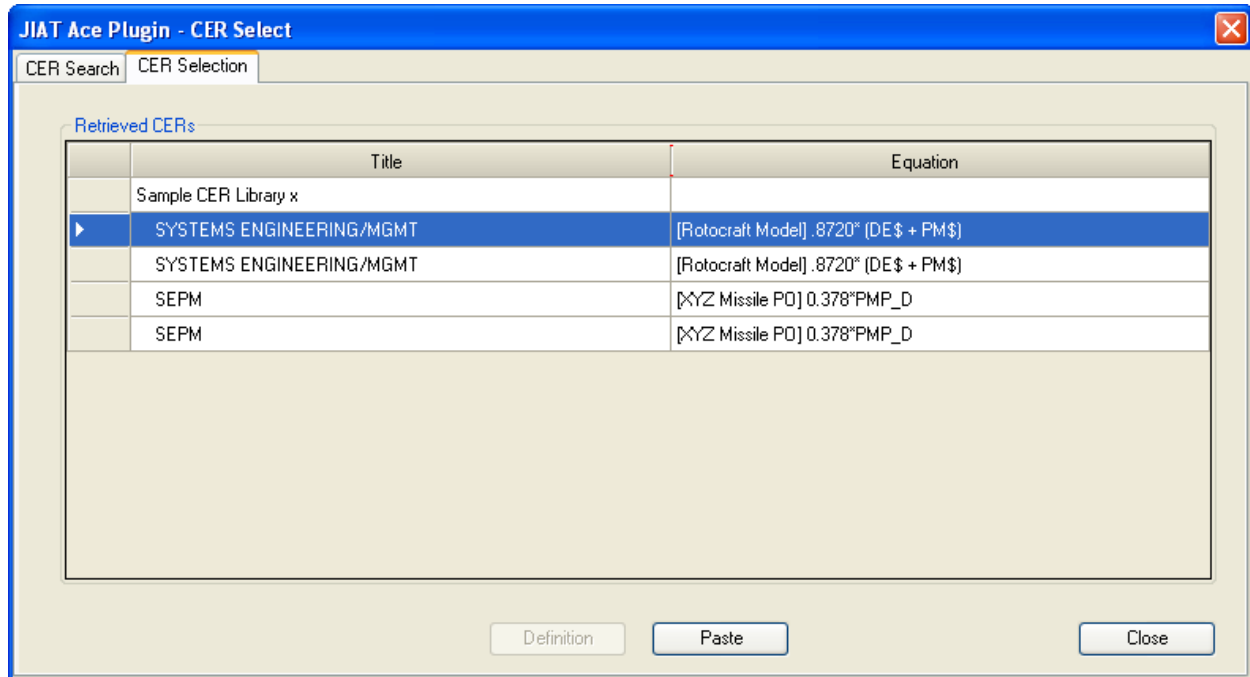 JIAT Ace Plugin - CER Select
CER Search CER Selection
Retrieved CERs
Title Equation
Sample CER Library x
SYSTEMS ENGINEERING/MGMT [Rotocraft Model] .8720* (DE$ + PM$)
SYSTEMS ENGINEERING/MGMT [Rotocraft Model] .8720* (DE$ + PM$)
SEPM [XYZ Missile PO] 0.378*PMP_D
SEPM [XYZ Missile PO] 0.378*PMP_D
Definition Paste Close